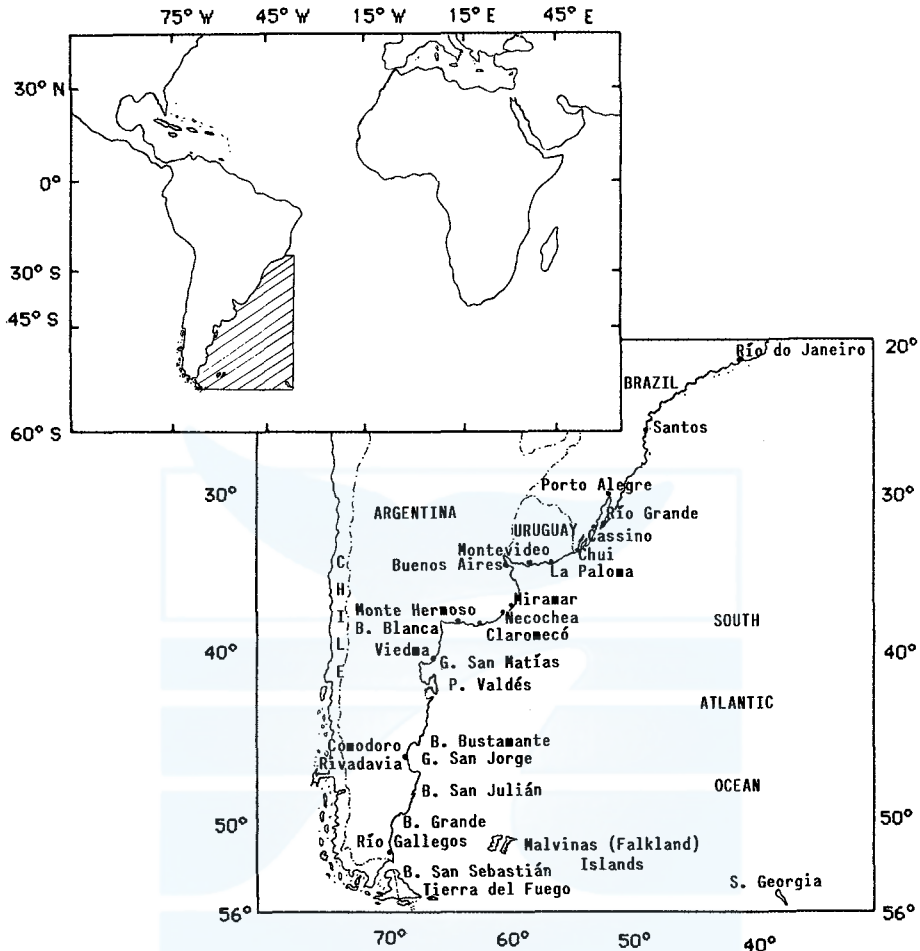 75° W 45° W 15° W 15° E 45° E
30° N
0°
30° S
45° S
60° S
20°
Río do Janeiro
BRAZIL
Santos
30° 30°
Porto Alegre
ARGENTINA
Río Grande
URUGUAY
Cassino
Montevideo
Chui
Buenos Aires
La Paloma
CHILE
Miramar
Monte Hermoso
Necochea
SOUTH
B. Blanca
Claromecó
Viedma
40° 40°
G. San Matías
P. Valdés
ATLANTIC
B. Bustamante
Comodoro
Rivadavia
G. San Jorge
OCEAN
B. San Julián
50° 50°
B. Grande
Río Gallegos
Malvinas (Falkland)
Islands
B. San Sebastián
S. Georgia
Tierra del Fuego
56° 56°
70° 60° 50° 40°